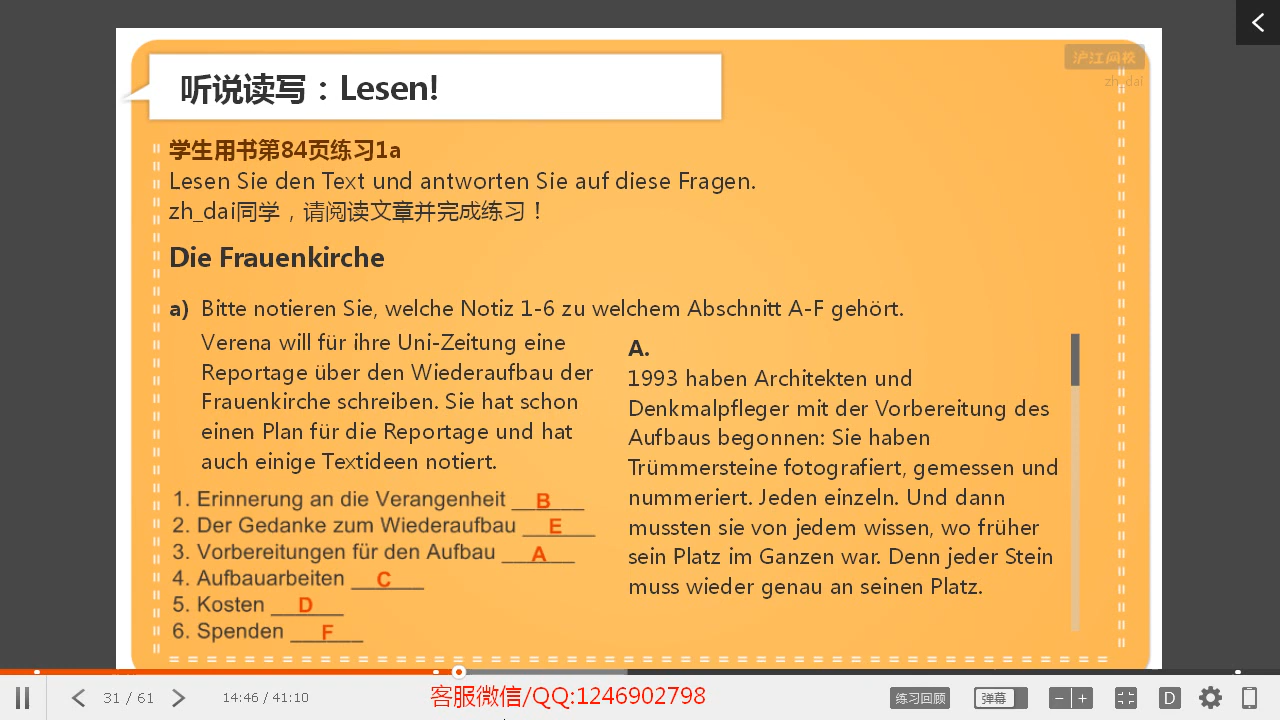 听说读写：Lesen!
沪江网校
zh_dai
学生用书第84页练习1a
Lesen Sie den Text und antworten Sie auf diese Fragen.
zh_dai同学，请阅读文章并完成练习！
Die Frauenkirche
a) Bitte notieren Sie, welche Notiz 1-6 zu welchem Abschnitt A-F gehört.
Verena will für ihre Uni-Zeitung eine
Reportage über den Wiederaufbau der
Frauenkirche schreiben. Sie hat schon
einen Plan für die Reportage und hat
auch einige Textideen notiert.
1. Erinnerung an die Verangenheit __B__
2. Der Gedanke zum Wiederaufbau __E__
3. Vorbereitungen für den Aufbau __A__
4. Aufbauarbeiten __C__
5. Kosten __D__
6. Spenden __F__
A.
1993 haben Architekten und
Denkmalpfleger mit der Vorbereitung des
Aufbaus begonnen: Sie haben
Trümmersteine fotografiert, gemessen und
nummeriert. Jeden einzeln. Und dann
mussten sie von jedem wissen, wo früher
sein Platz im Ganzen war. Denn jeder Stein
muss wieder genau an seinen Platz.
31 / 61
14:46 / 41:10
客服微信/QQ:1246902798
练习回顾
弹幕
D